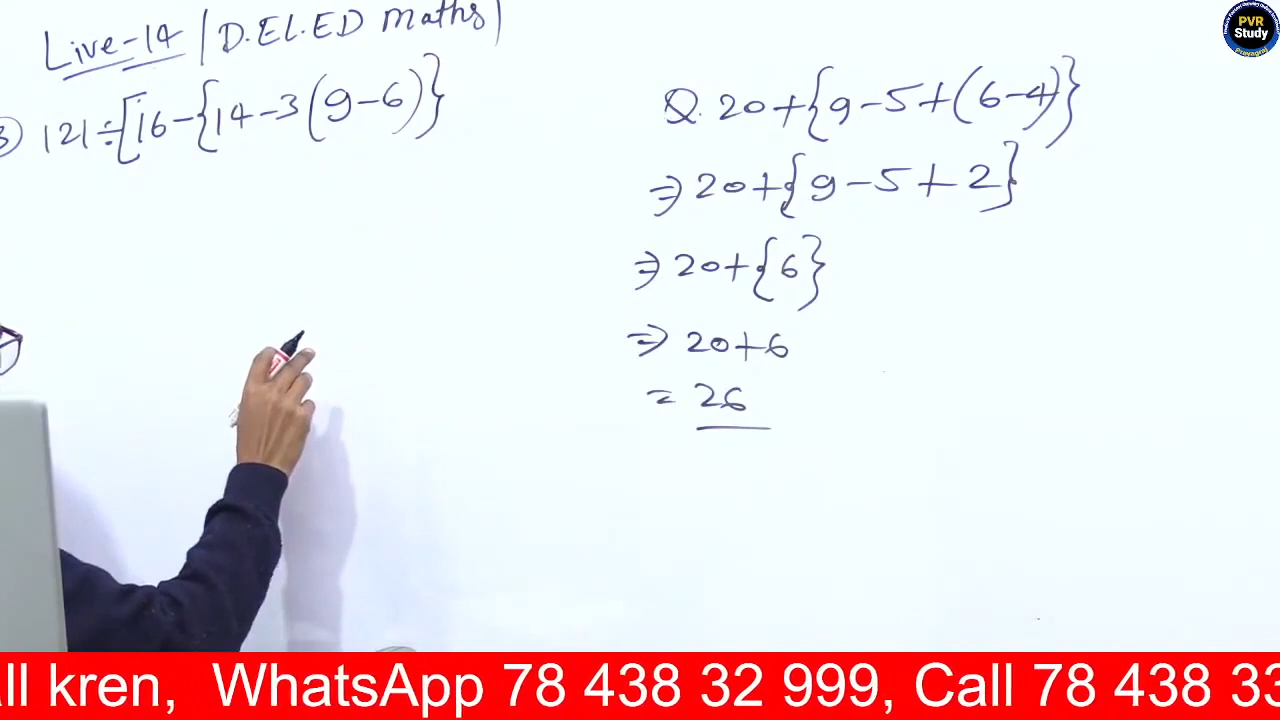 Live-14 | D.EL.ED Maths |
3) 121÷[16-{14-3(9-6)}
Q. 20+{9-5+(6-4)}
⇒ 20+{9-5+2}
⇒ 20+{6}
⇒ 20+6
= 26
PVR
Study
Prayagraj
ll kren, WhatsApp 78 438 32 999, Call 78 438 33